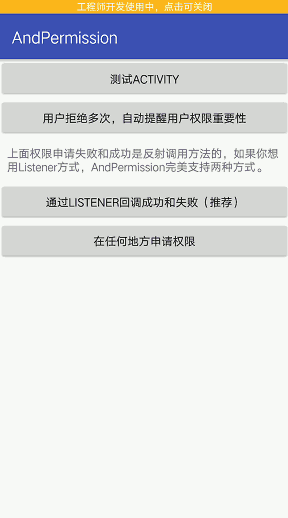 工程师开发使用中，点击可关闭
AndPermission
测试ACTIVITY
用户拒绝多次，自动提醒用户权限重要性
上面权限申请失败和成功是反射调用方法的，如果你想
用Listener方式，AndPermission完美支持两种方式。
通过LISTENER回调成功和失败（推荐）
在任何地方申请权限